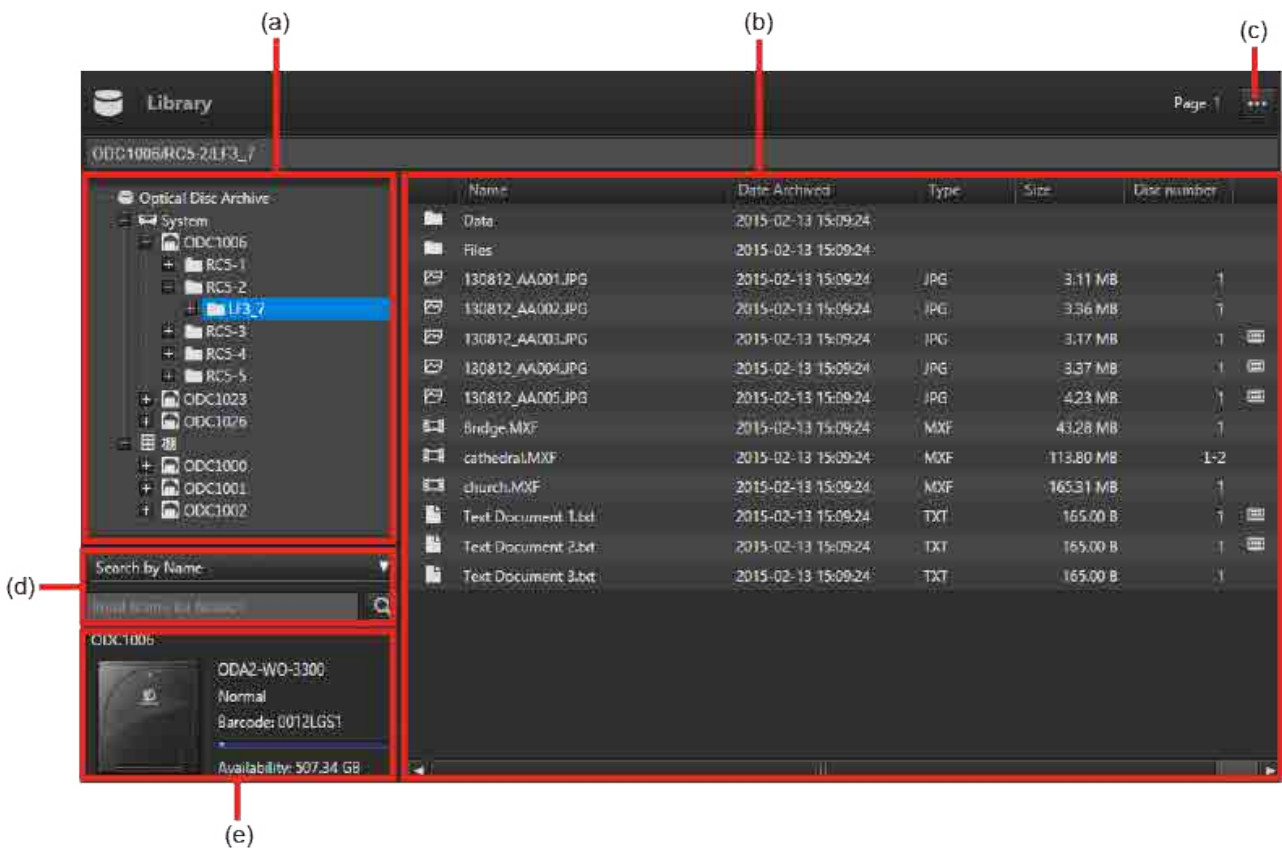 (a)
(b)
(c)
Library
Page 1
ODC1006/RC5-2/LF3_7
Optical Disc Archive
System
ODC1006
RC5-1
RC5-2
LF3_7
RC5-3
RC5-4
RC5-5
ODC1023
ODC1026
棚
ODC1000
ODC1001
ODC1002
Name Date Archived Type Size Disc number
Data 2015-02-13 15:09:24
Files 2015-02-13 15:09:24
130812_AA001.JPG 2015-02-13 15:09:24 JPG 3.11 MB 1
130812_AA002.JPG 2015-02-13 15:09:24 JPG 3.36 MB 1
130812_AA003.JPG 2015-02-13 15:09:24 JPG 3.17 MB 1
130812_AA004.JPG 2015-02-13 15:09:24 JPG 3.37 MB 1
130812_AA005.JPG 2015-02-13 15:09:24 JPG 4.23 MB 1
Bridge.MXF 2015-02-13 15:09:24 MXF 43.28 MB 1
cathedral.MXF 2015-02-13 15:09:24 MXF 113.80 MB 1-2
church.MXF 2015-02-13 15:09:24 MXF 165.31 MB 1
Text Document 1.txt 2015-02-13 15:09:24 TXT 165.00 B 1
Text Document 2.txt 2015-02-13 15:09:24 TXT 165.00 B 1
Text Document 3.txt 2015-02-13 15:09:24 TXT 165.00 B 1
(d)
Search by Name
ODC1006
ODA2-WO-3300
Normal
Barcode: 0012LGS1
Availability: 507.34 GB
(e)